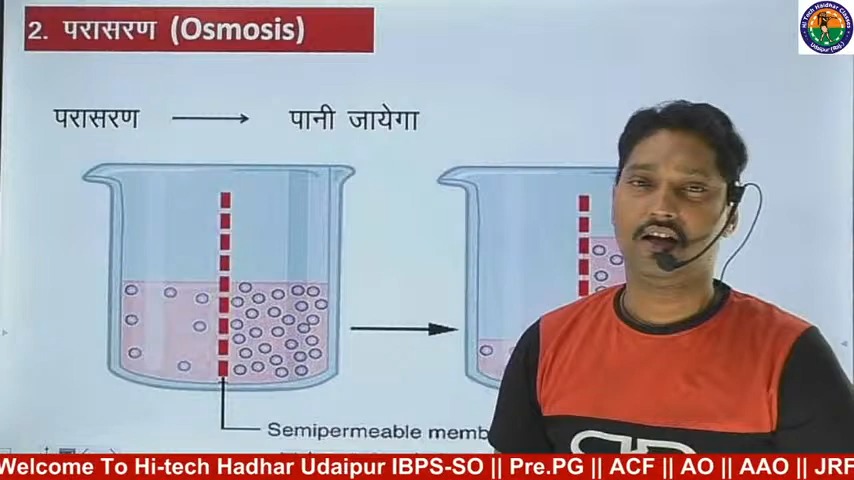 2. परासरण (Osmosis)
परासरण पानी जायेगा
Semipermeable memb
Welcome To Hi-tech Hadhar Udaipur IBPS-SO || Pre.PG || ACF || AO || AAO || JRF